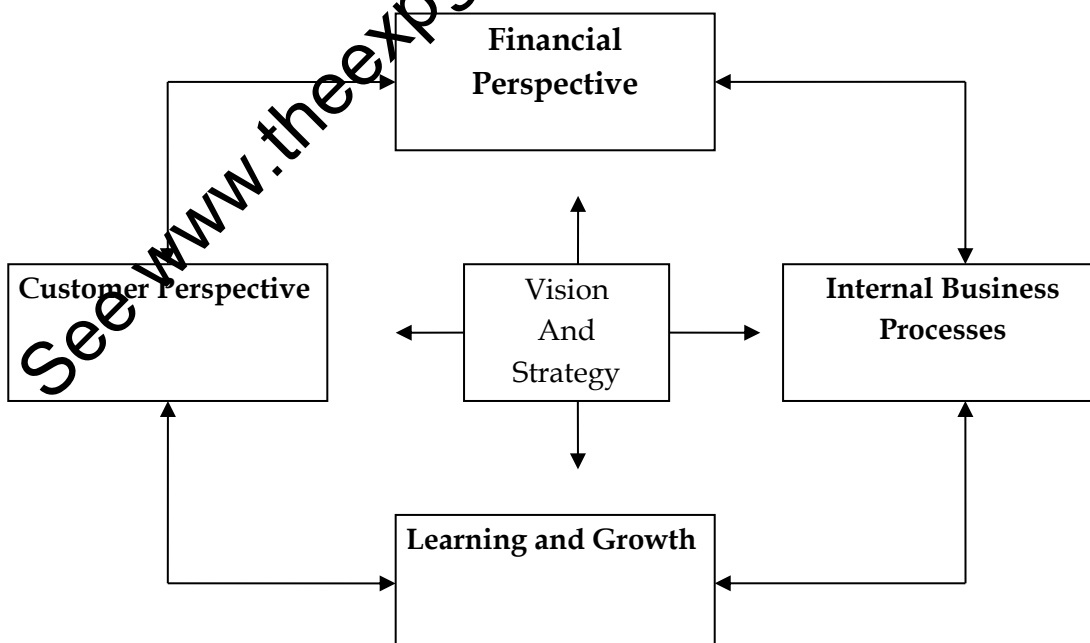 Financial
Perspective
See www.theexp
Customer Perspective
Vision
And
Strategy
Internal Business
Processes
Learning and Growth